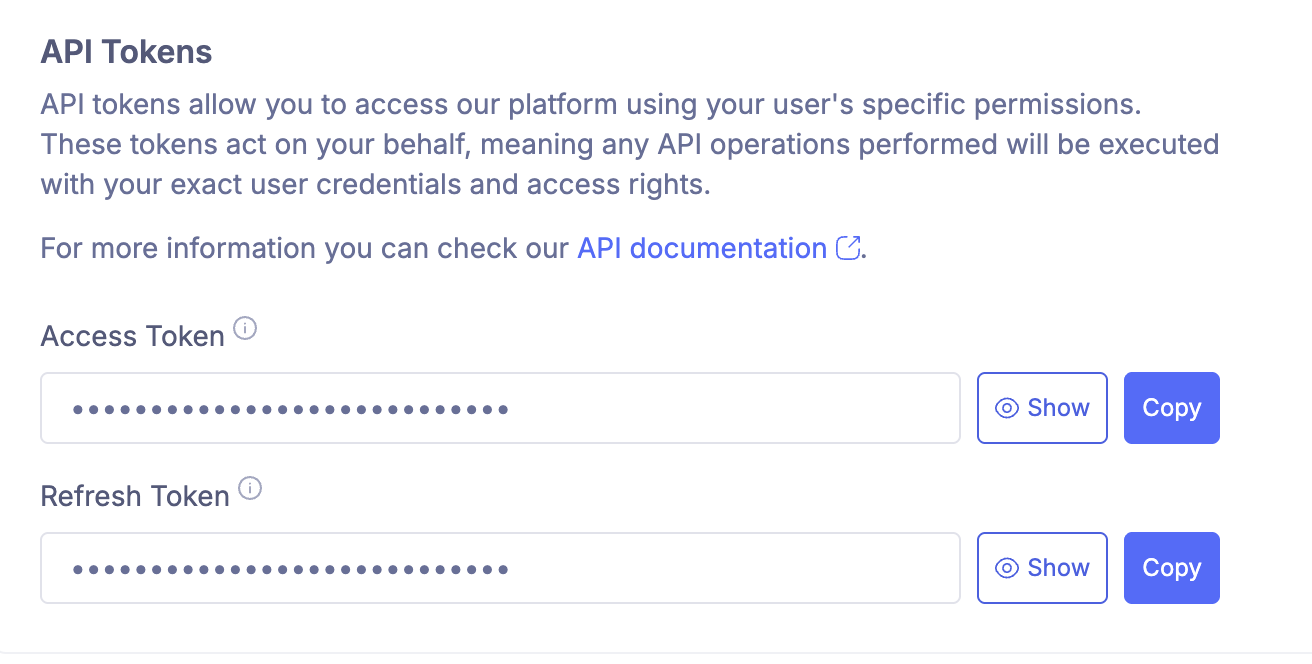 API Tokens
API tokens allow you to access our platform using your user's specific permissions.
These tokens act on your behalf, meaning any API operations performed will be executed
with your exact user credentials and access rights.
For more information you can check our API documentation.
Access Token
•••••••••••••••••••••••••••• Show Copy
Refresh Token
•••••••••••••••••••••••••••• Show Copy